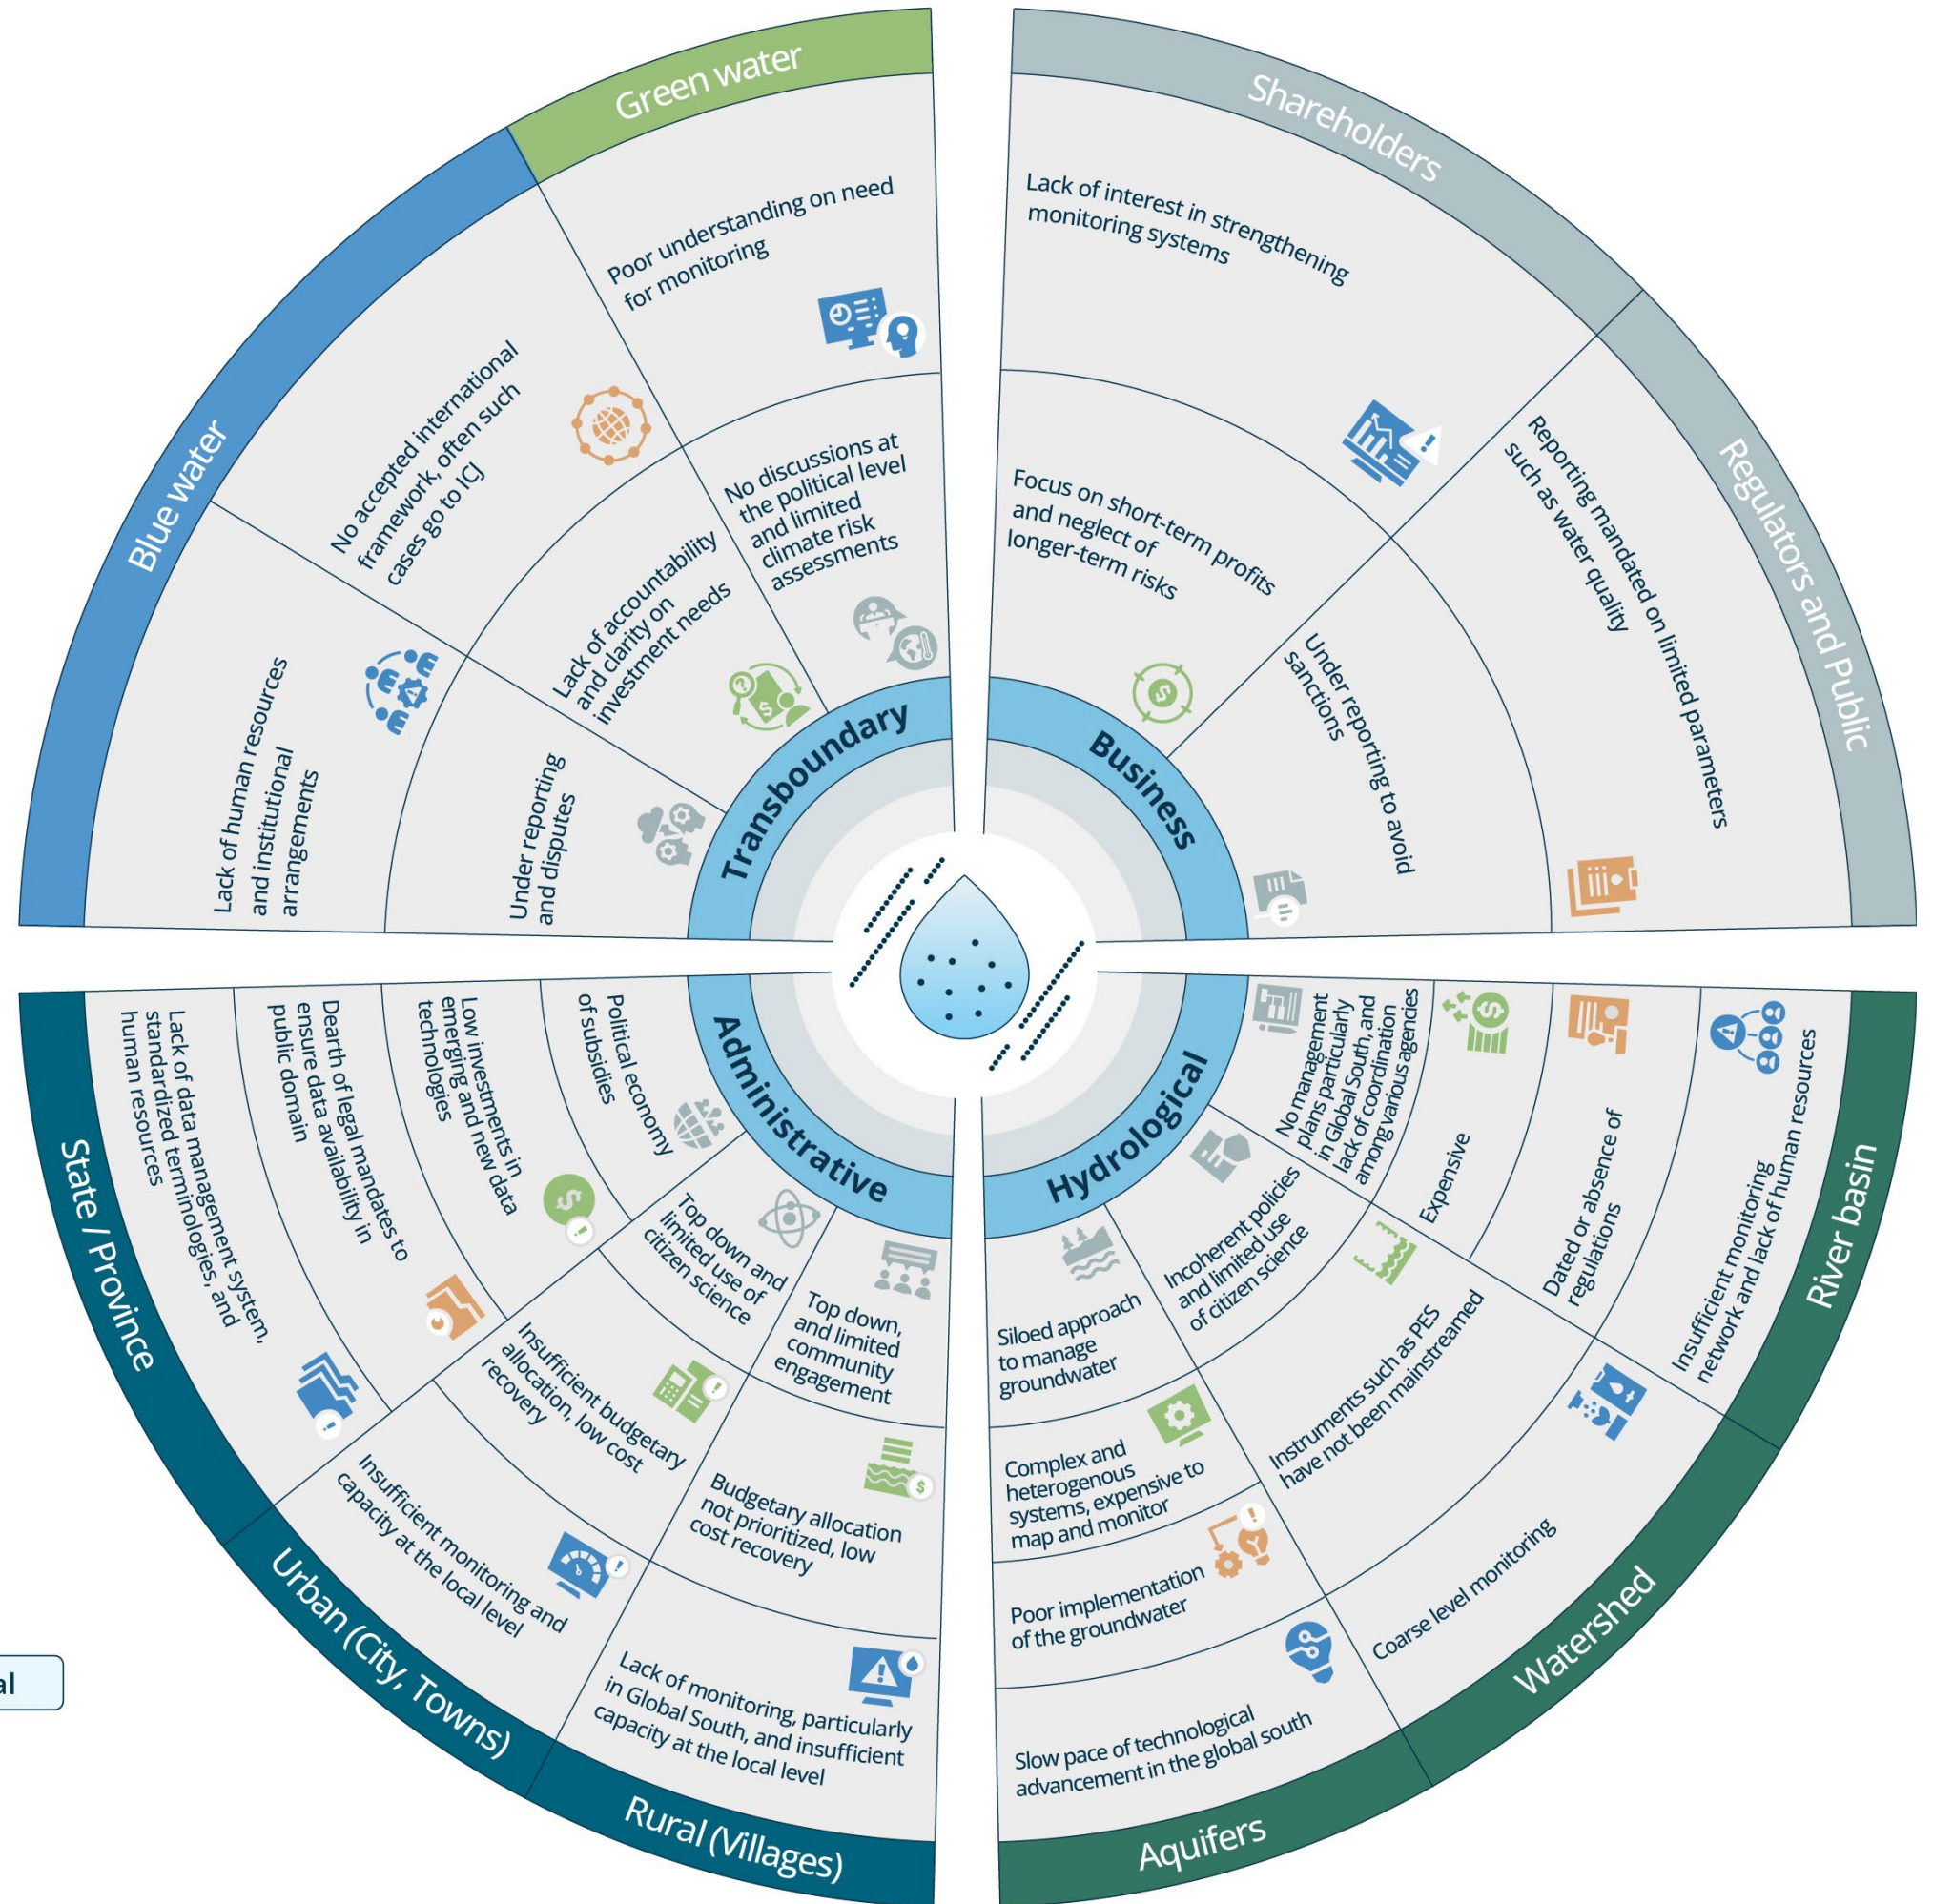 Green water
Poor understanding on need
for monitoring
No discussions at
the political level
and limited
climate risk
assessments
Blue water
No accepted international
framework, often such
cases go to ICJ
Lack of accountability
and clarity on
investment needs
Lack of human resources
and institutional
arrangements
Under reporting
and disputes
Transboundary
Shareholders
Lack of interest in strengthening
monitoring systems
Focus on short-term profits
and neglect of
longer-term risks
Regulators and Public
Reporting mandated on limited parameters
such as water quality
Under reporting to avoid
sanctions
Business
Administrative
Political economy
of subsidies
Low investments in
emerging and new data
technologies
Dearth of legal mandates to
ensure data availability in
public domain
Lack of data management system,
standardized terminologies, and
human resources
State / Province
Top down and
limited use of
citizen science
Insufficient budgetary
allocation, low cost
recovery
Insufficient monitoring and
capacity at the local level
Urban (City, Towns)
Top down,
and limited
community
engagement
Budgetary allocation
not prioritized, low
cost recovery
Lack of monitoring, particularly
in Global South, and insufficient
capacity at the local level
Rural (Villages)
Hydrological
No management
plans particularly
in Global South, and
lack of coordination
among various agencies
Expensive
Dated or absence of
regulations
Insufficient monitoring
network and lack of human resources
River basin
Incoherent policies
and limited use
of citizen science
Instruments such as PES
have not been mainstreamed
Coarse level monitoring
Watershed
Siloed approach
to manage
groundwater
Complex and
heterogenous
systems, expensive to
map and monitor
Poor implementation
of the groundwater
Slow pace of technological
advancement in the global south
Aquifers